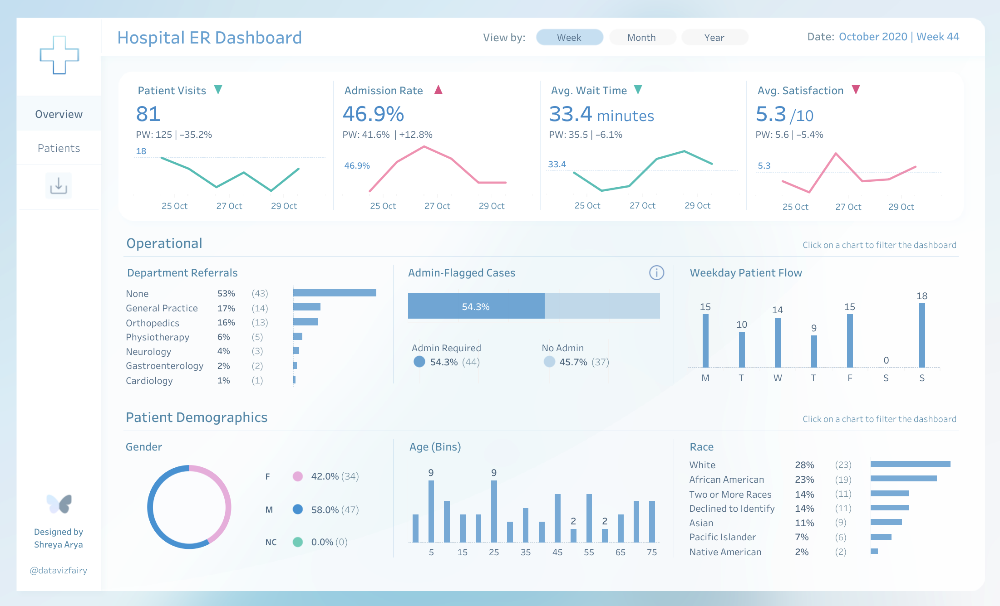 Hospital ER Dashboard
View by:
Week
Month
Year
Date: October 2020 | Week 44
Overview
Patients
Designed by
Shreya Arya
@datavizfairy
Patient Visits
81
PW: 125 | -35.2%
18
25 Oct 27 Oct 29 Oct
Admission Rate
46.9%
PW: 41.6% | +12.8%
46.9%
25 Oct 27 Oct 29 Oct
Avg. Wait Time
33.4 minutes
PW: 35.5 | -6.1%
33.4
25 Oct 27 Oct 29 Oct
Avg. Satisfaction
5.3 /10
PW: 5.6 | -5.4%
5.3
25 Oct 27 Oct 29 Oct
Operational
Click on a chart to filter the dashboard
Department Referrals
None 53% (43)
General Practice 17% (14)
Orthopedics 16% (13)
Physiotherapy 6% (5)
Neurology 4% (3)
Gastroenterology 2% (2)
Cardiology 1% (1)
Admin-Flagged Cases
i
54.3%
Admin Required
54.3% (44)
No Admin
45.7% (37)
Weekday Patient Flow
15 10 14 9 15 0 18
M T W T F S S
Patient Demographics
Click on a chart to filter the dashboard
Gender
F 42.0% (34)
M 58.0% (47)
NC 0.0% (0)
Age (Bins)
9 9 2 2
5 15 25 35 45 55 65 75
Race
White 28% (23)
African American 23% (19)
Two or More Races 14% (11)
Declined to Identify 14% (11)
Asian 11% (9)
Pacific Islander 7% (6)
Native American 2% (2)